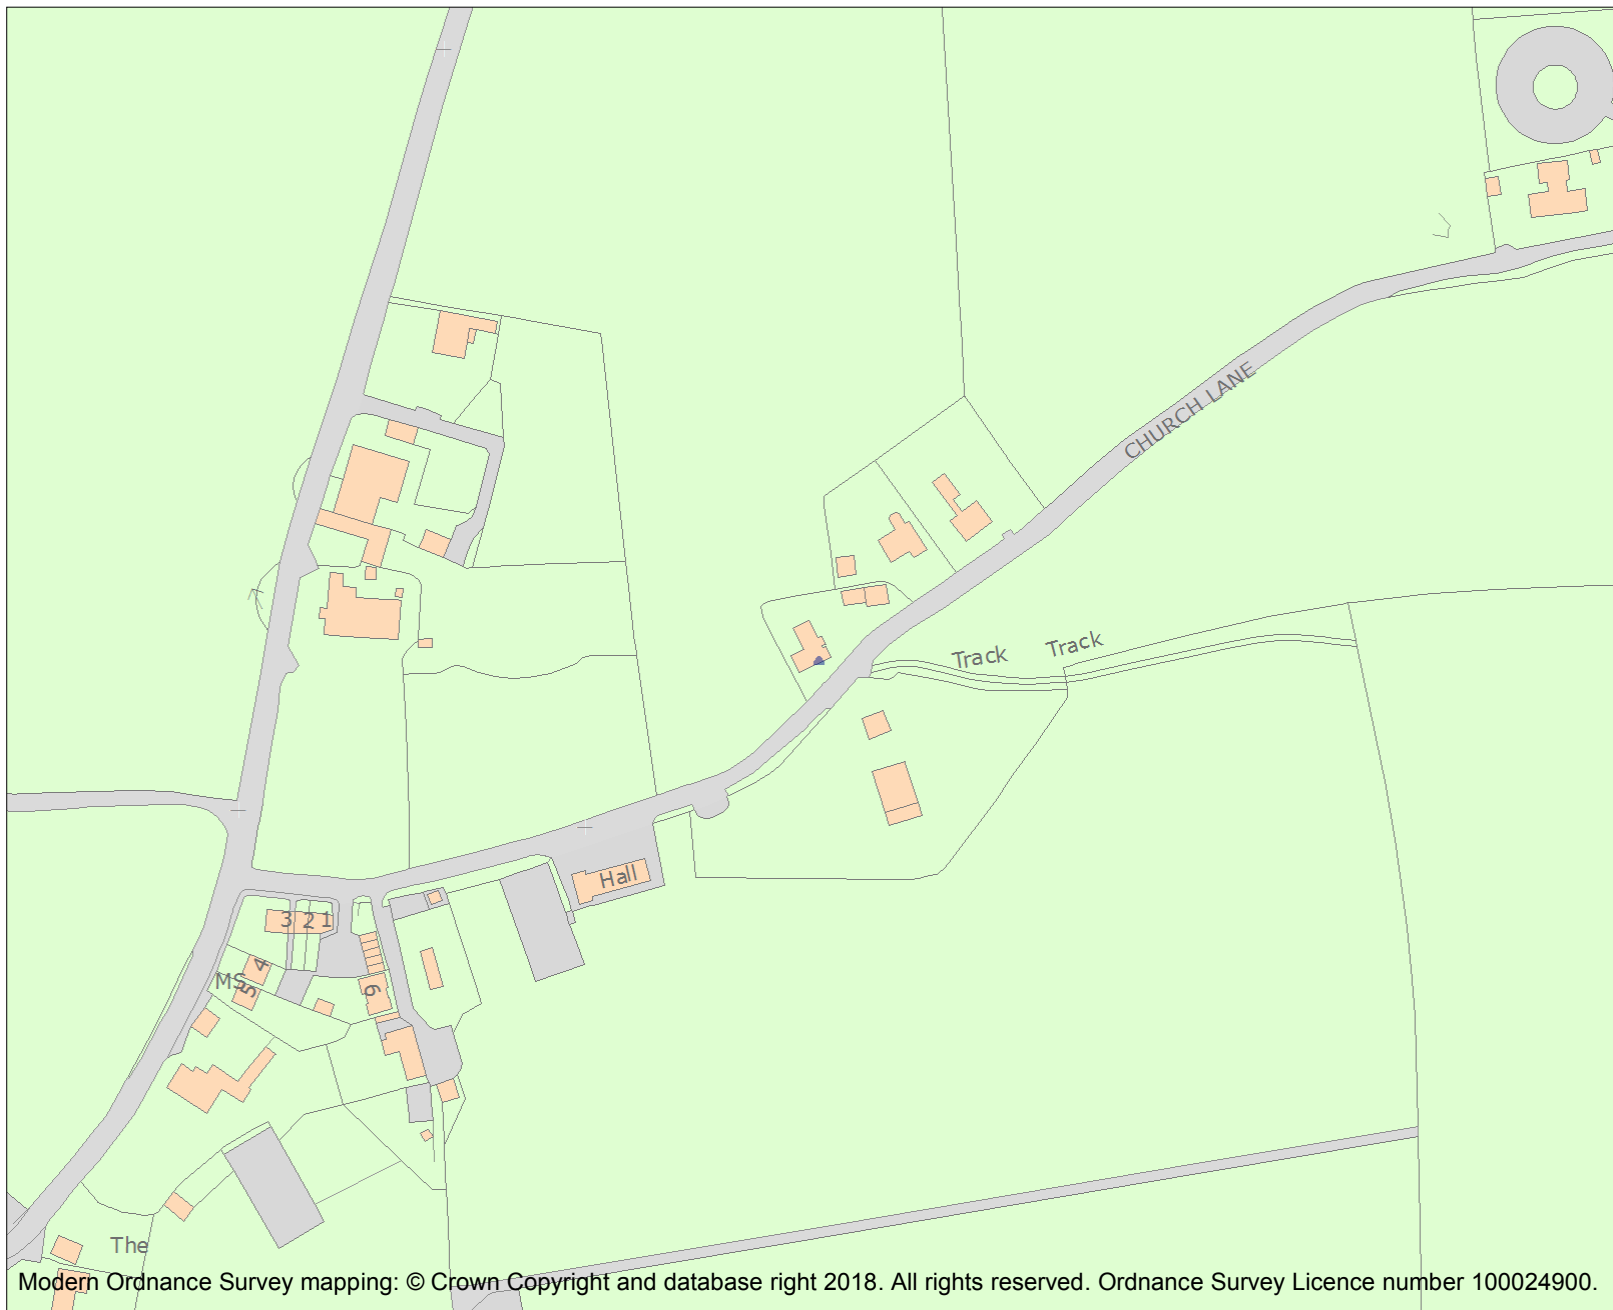 CHURCH LANE
Track
Track
Hall
3 2 1
4
MS
5
6
The
Modern Ordnance Survey mapping: © Crown Copyright and database right 2018. All rights reserved. Ordnance Survey Licence number 100024900.